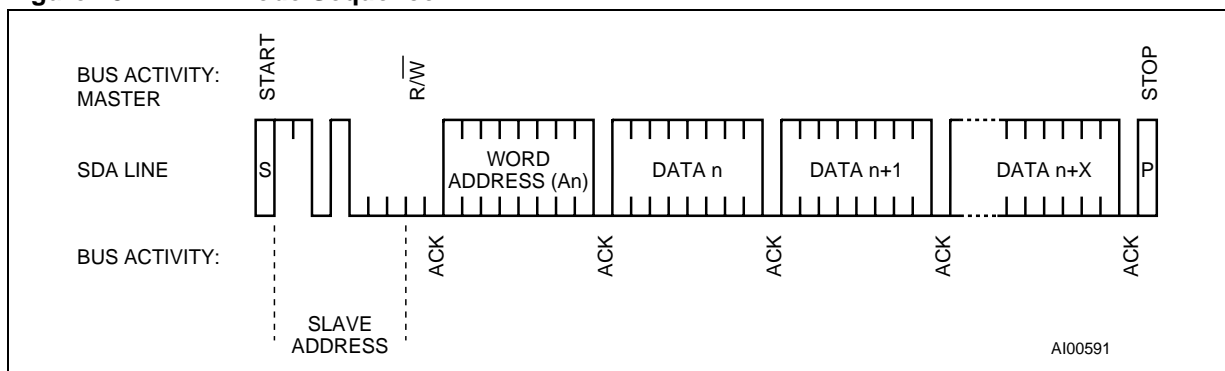 BUS ACTIVITY:
MASTER
START
R/W
STOP
SDA LINE
S
WORD
ADDRESS (An)
DATA n
DATA n+1
DATA n+X
P
BUS ACTIVITY:
ACK
ACK
ACK
ACK
ACK
SLAVE
ADDRESS
AI00591